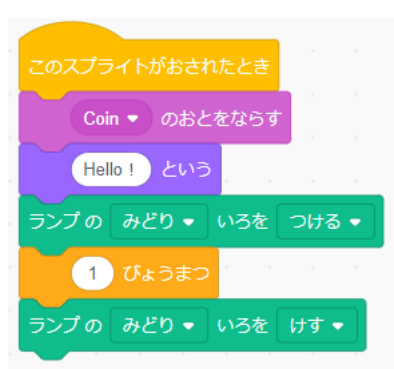 このスプライトがおされたとき
Coin のおとをならす
Hello ! という
ランプ の みどり いろを つける
1 びょうまつ
ランプ の みどり いろを けす